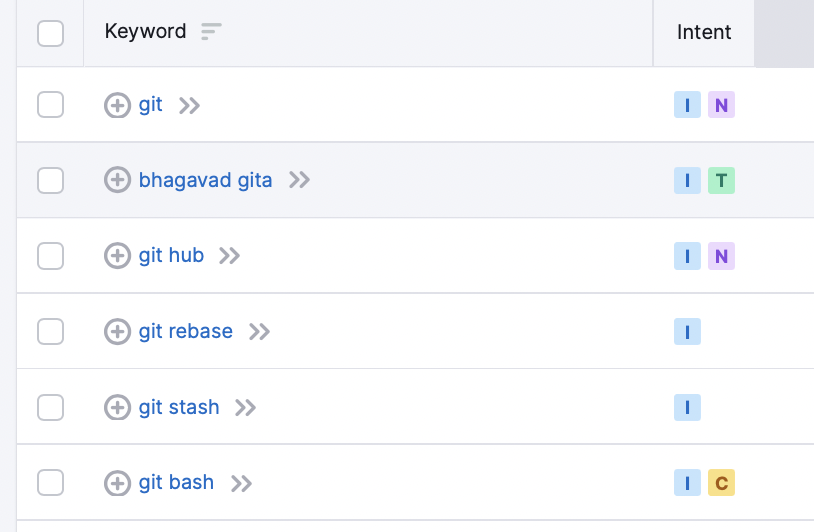 Keyword Intent
git I N
bhagavad gita I T
git hub I N
git rebase I
git stash I
git bash I C